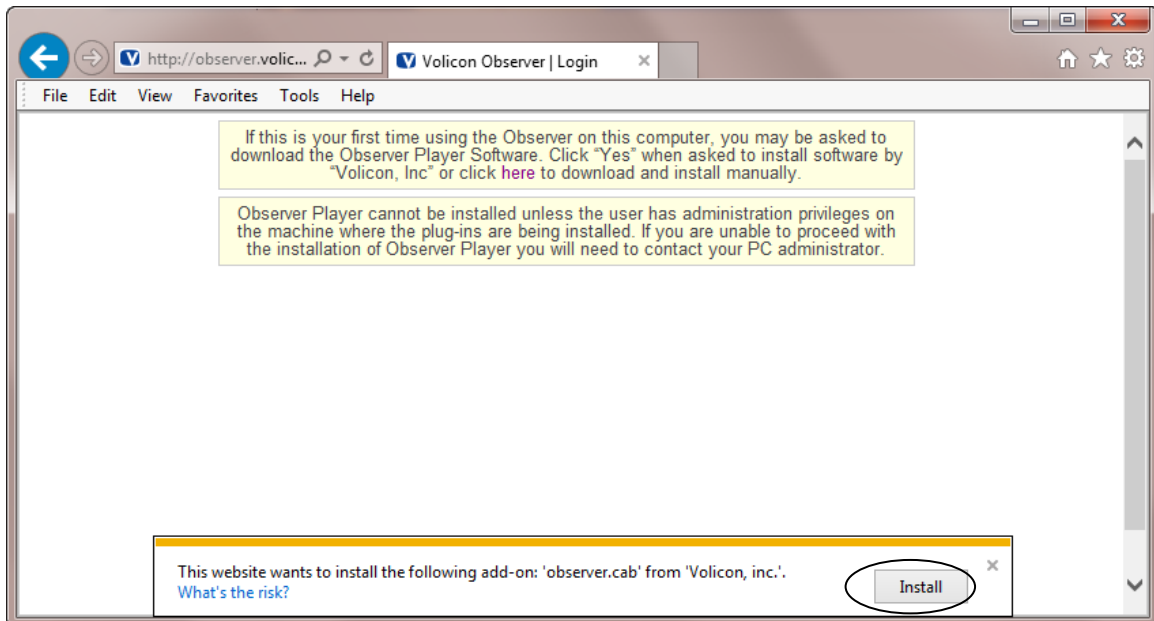 http://observer.volic...
Volicon Observer | Login
File Edit View Favorites Tools Help
If this is your first time using the Observer on this computer, you may be asked to
download the Observer Player Software. Click “Yes” when asked to install software by
“Volicon, Inc” or click here to download and install manually.
Observer Player cannot be installed unless the user has administration privileges on
the machine where the plug-ins are being installed. If you are unable to proceed with
the installation of Observer Player you will need to contact your PC administrator.
This website wants to install the following add-on: 'observer.cab' from 'Volicon, inc.'.
What's the risk?
Install